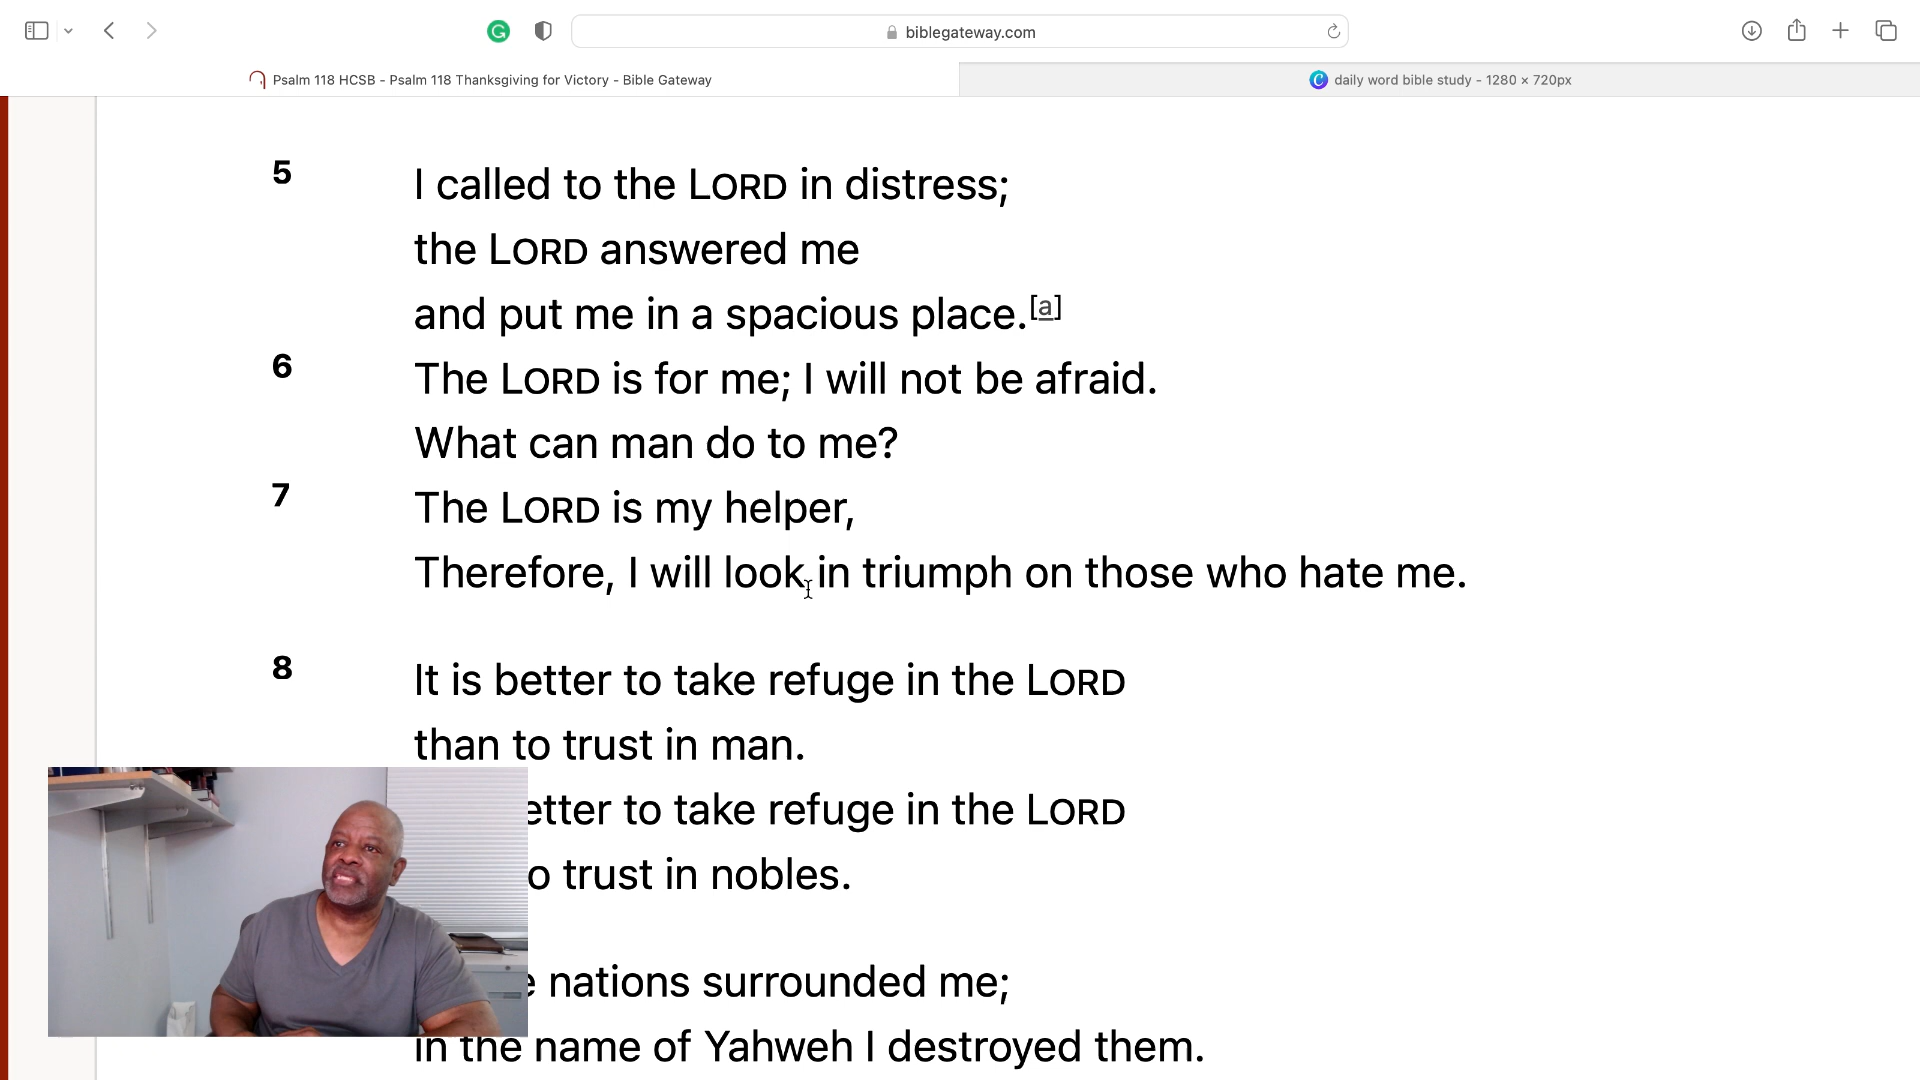 biblegateway.com
Psalm 118 HCSB - Psalm 118 Thanksgiving for Victory - Bible Gateway
daily word bible study - 1280 × 720px
5 I called to the LORD in distress;
the LORD answered me
and put me in a spacious place.[a]
6 The LORD is for me; I will not be afraid.
What can man do to me?
7 The LORD is my helper,
Therefore, I will look in triumph on those who hate me.
8 It is better to take refuge in the LORD
than to trust in man.
etter to take refuge in the LORD
o trust in nobles.
e nations surrounded me;
in the name of Yahweh I destroyed them.